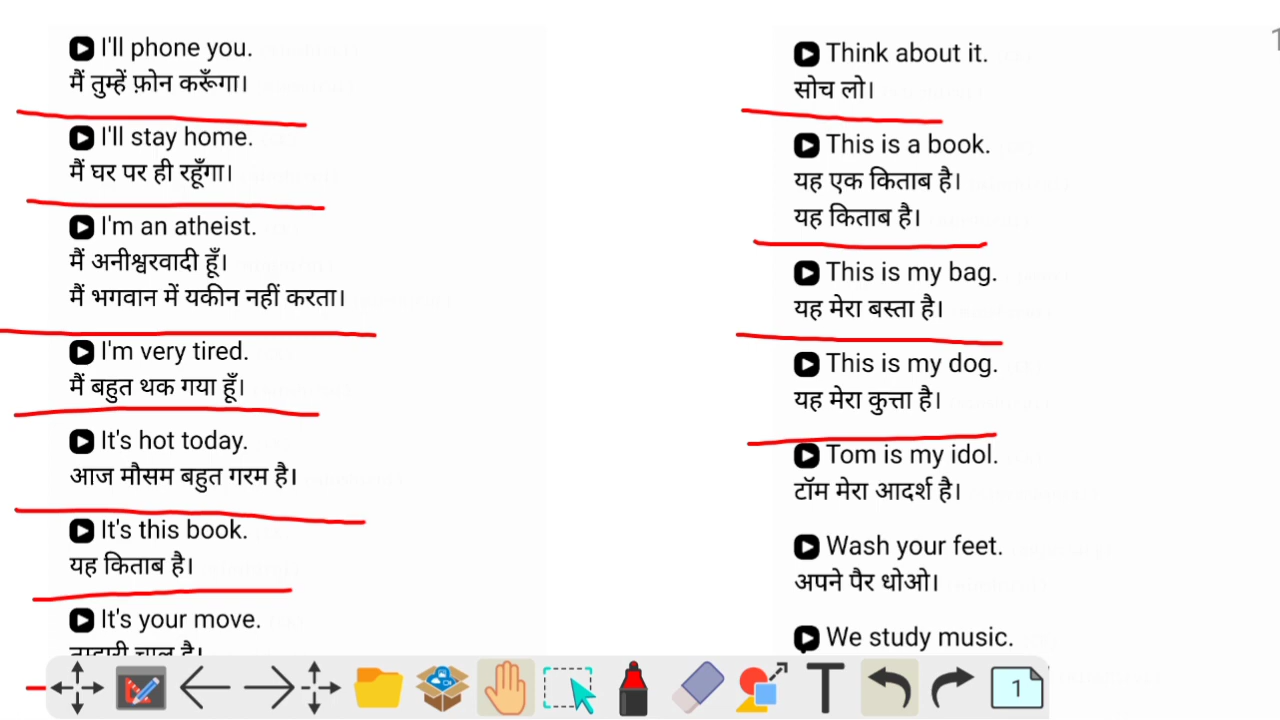 I'll phone you.
मैं तुम्हें फ़ोन करूँगा।
I'll stay home.
मैं घर पर ही रहूँगा।
I'm an atheist.
मैं अनीश्वरवादी हूँ।
मैं भगवान में यकीन नहीं करता।
I'm very tired.
मैं बहुत थक गया हूँ।
It's hot today.
आज मौसम बहुत गरम है।
It's this book.
यह किताब है।
It's your move.
Think about it.
सोच लो।
This is a book.
यह एक किताब है।
यह किताब है।
This is my bag.
यह मेरा बस्ता है।
This is my dog.
यह मेरा कुत्ता है।
Tom is my idol.
टॉम मेरा आदर्श है।
Wash your feet.
अपने पैर धोओ।
We study music.
1
T
1